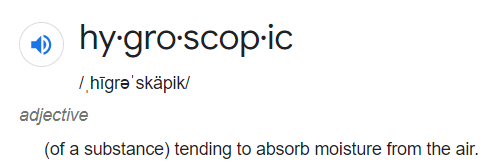 hy·gro·scop·ic
/ˌhīɡrəˈskäpik/
adjective
(of a substance) tending to absorb moisture from the air.